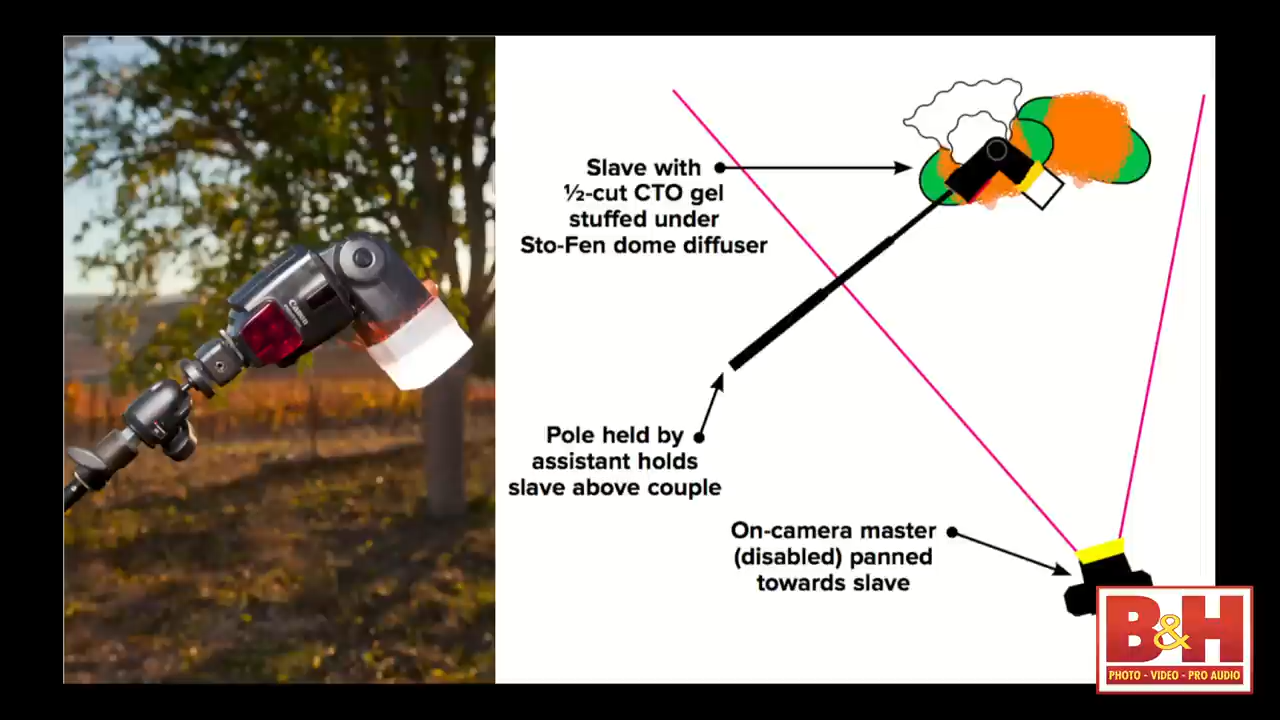 Canon
Slave with
½-cut CTO gel
stuffed under
Sto-Fen dome diffuser
Pole held by
assistant holds
slave above couple
On-camera master
(disabled) panned
towards slave
B&H
PHOTO - VIDEO - PRO AUDIO